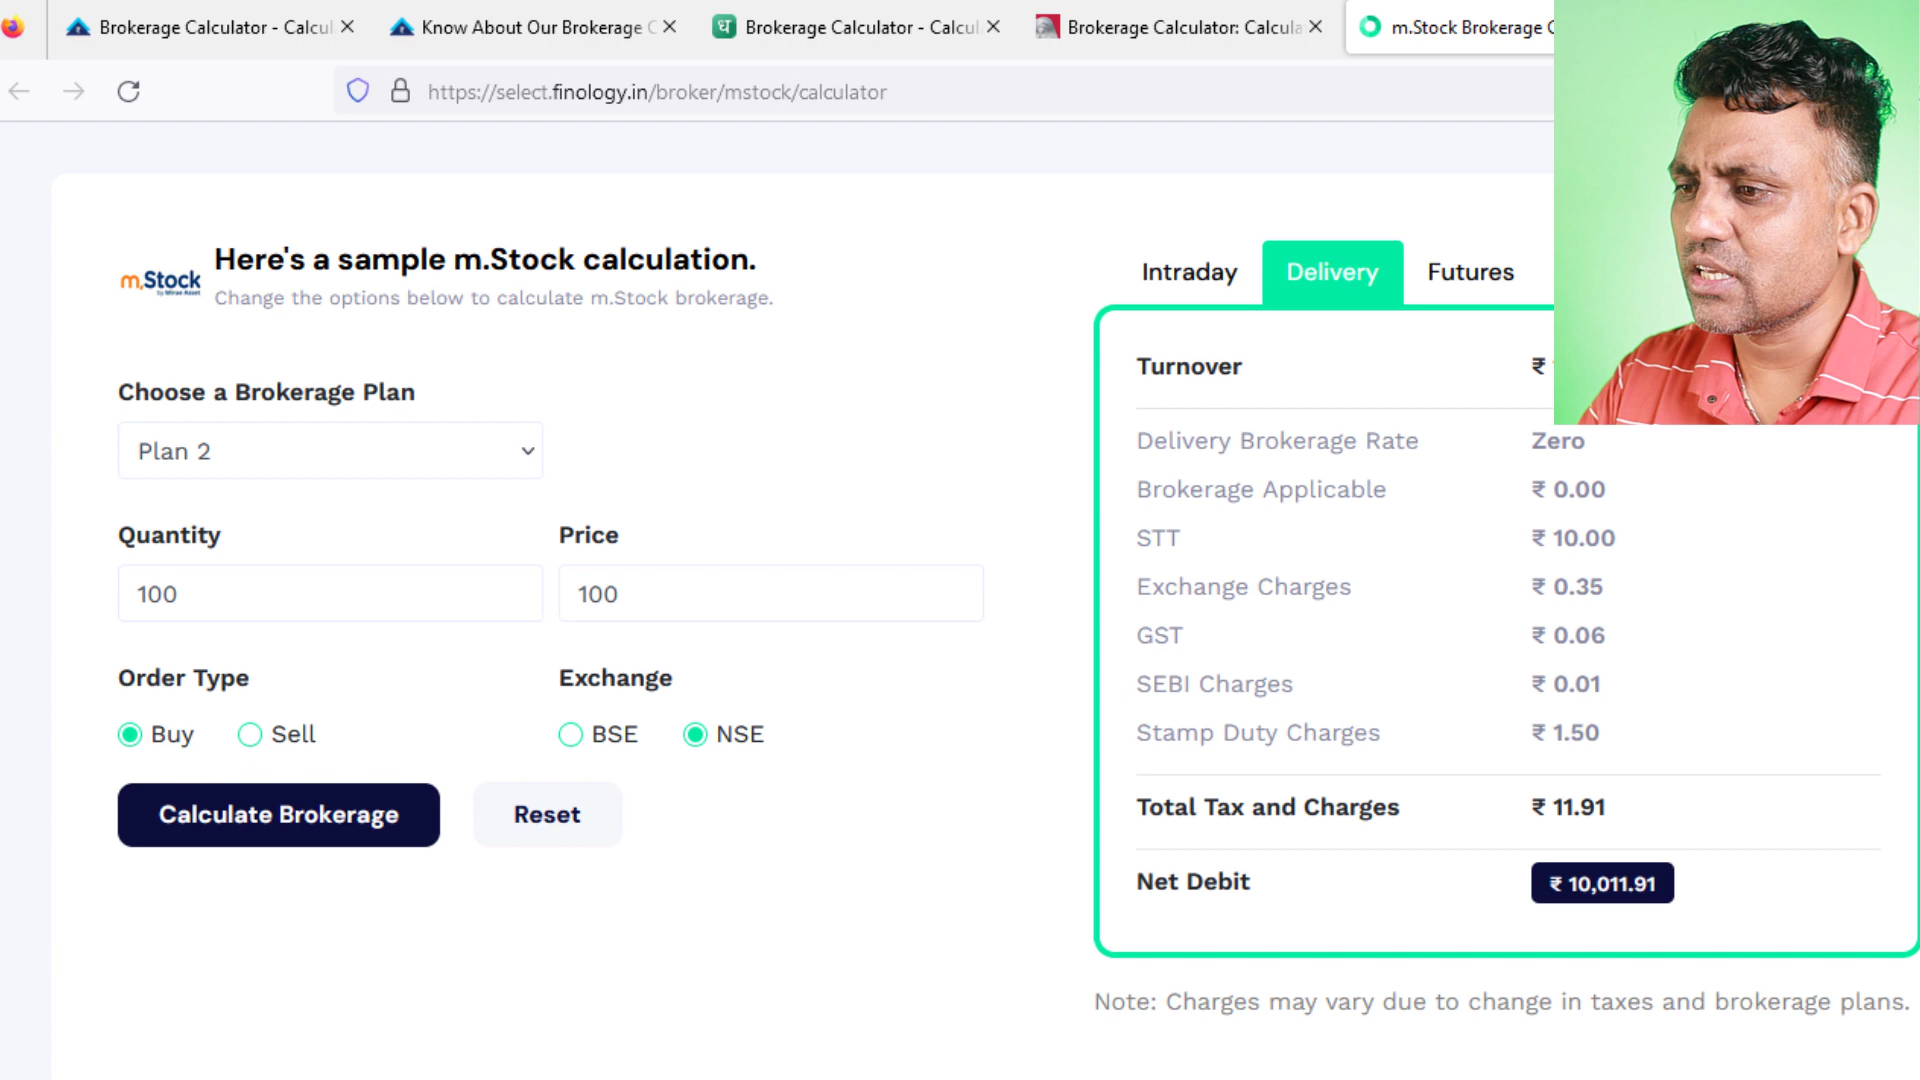 Brokerage Calculator - Calcul
Know About Our Brokerage C
Brokerage Calculator - Calcul
Brokerage Calculator: Calcula
m.Stock Brokerage C
https://select.finology.in/broker/mstock/calculator
m.Stock
by Mirae Asset
Here's a sample m.Stock calculation.
Change the options below to calculate m.Stock brokerage.
Choose a Brokerage Plan
Plan 2
Quantity
Price
100
100
Order Type
Exchange
Buy
Sell
BSE
NSE
Calculate Brokerage
Reset
Intraday
Delivery
Futures
Turnover ₹
Delivery Brokerage Rate Zero
Brokerage Applicable ₹ 0.00
STT ₹ 10.00
Exchange Charges ₹ 0.35
GST ₹ 0.06
SEBI Charges ₹ 0.01
Stamp Duty Charges ₹ 1.50
Total Tax and Charges ₹ 11.91
Net Debit ₹ 10,011.91
Note: Charges may vary due to change in taxes and brokerage plans.